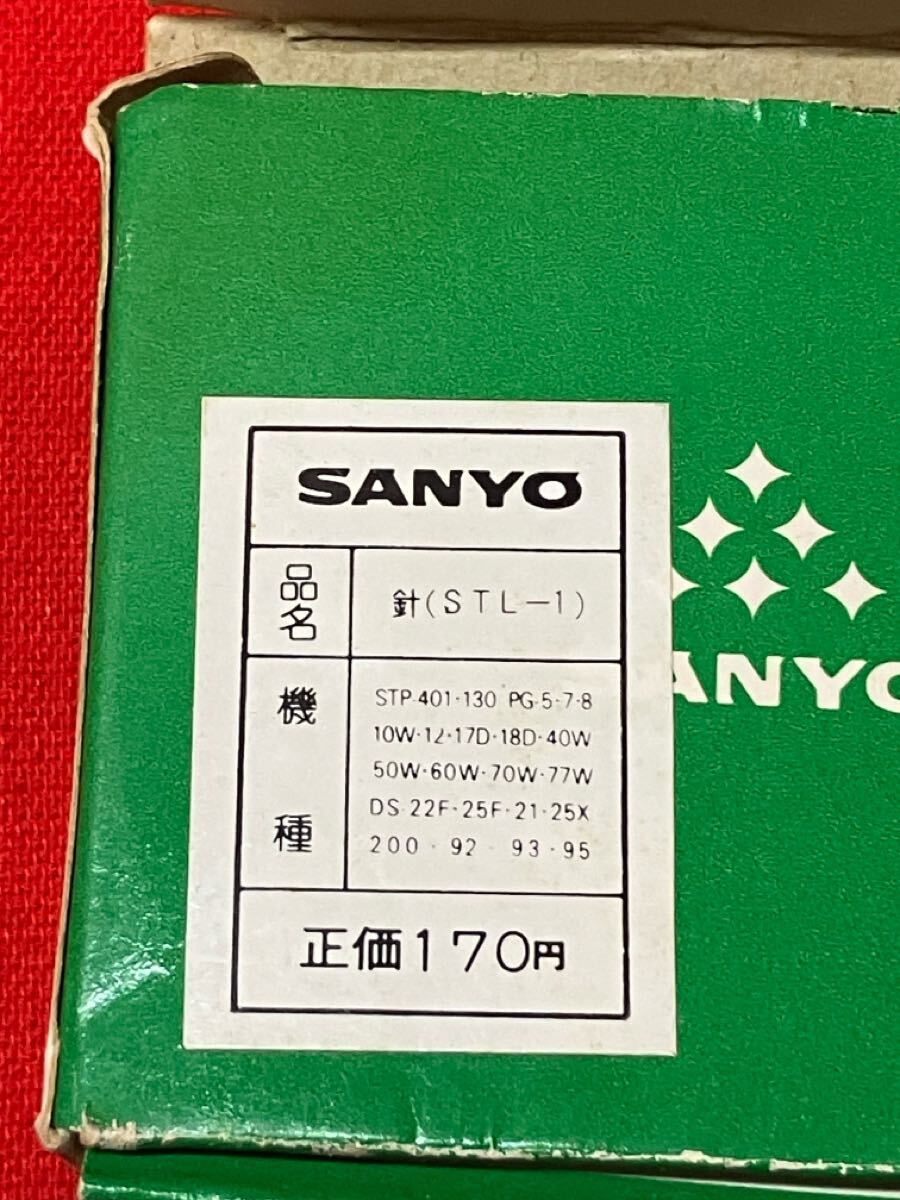 SANYO
品名
針(STL-1)
機種
STP-401・130 PG-5・7・8
10W・12・17D・18D・40W
50W・60W・70W・77W
DS-22F・25F・21・25X
200・92・93・95
正価170円
SANYO